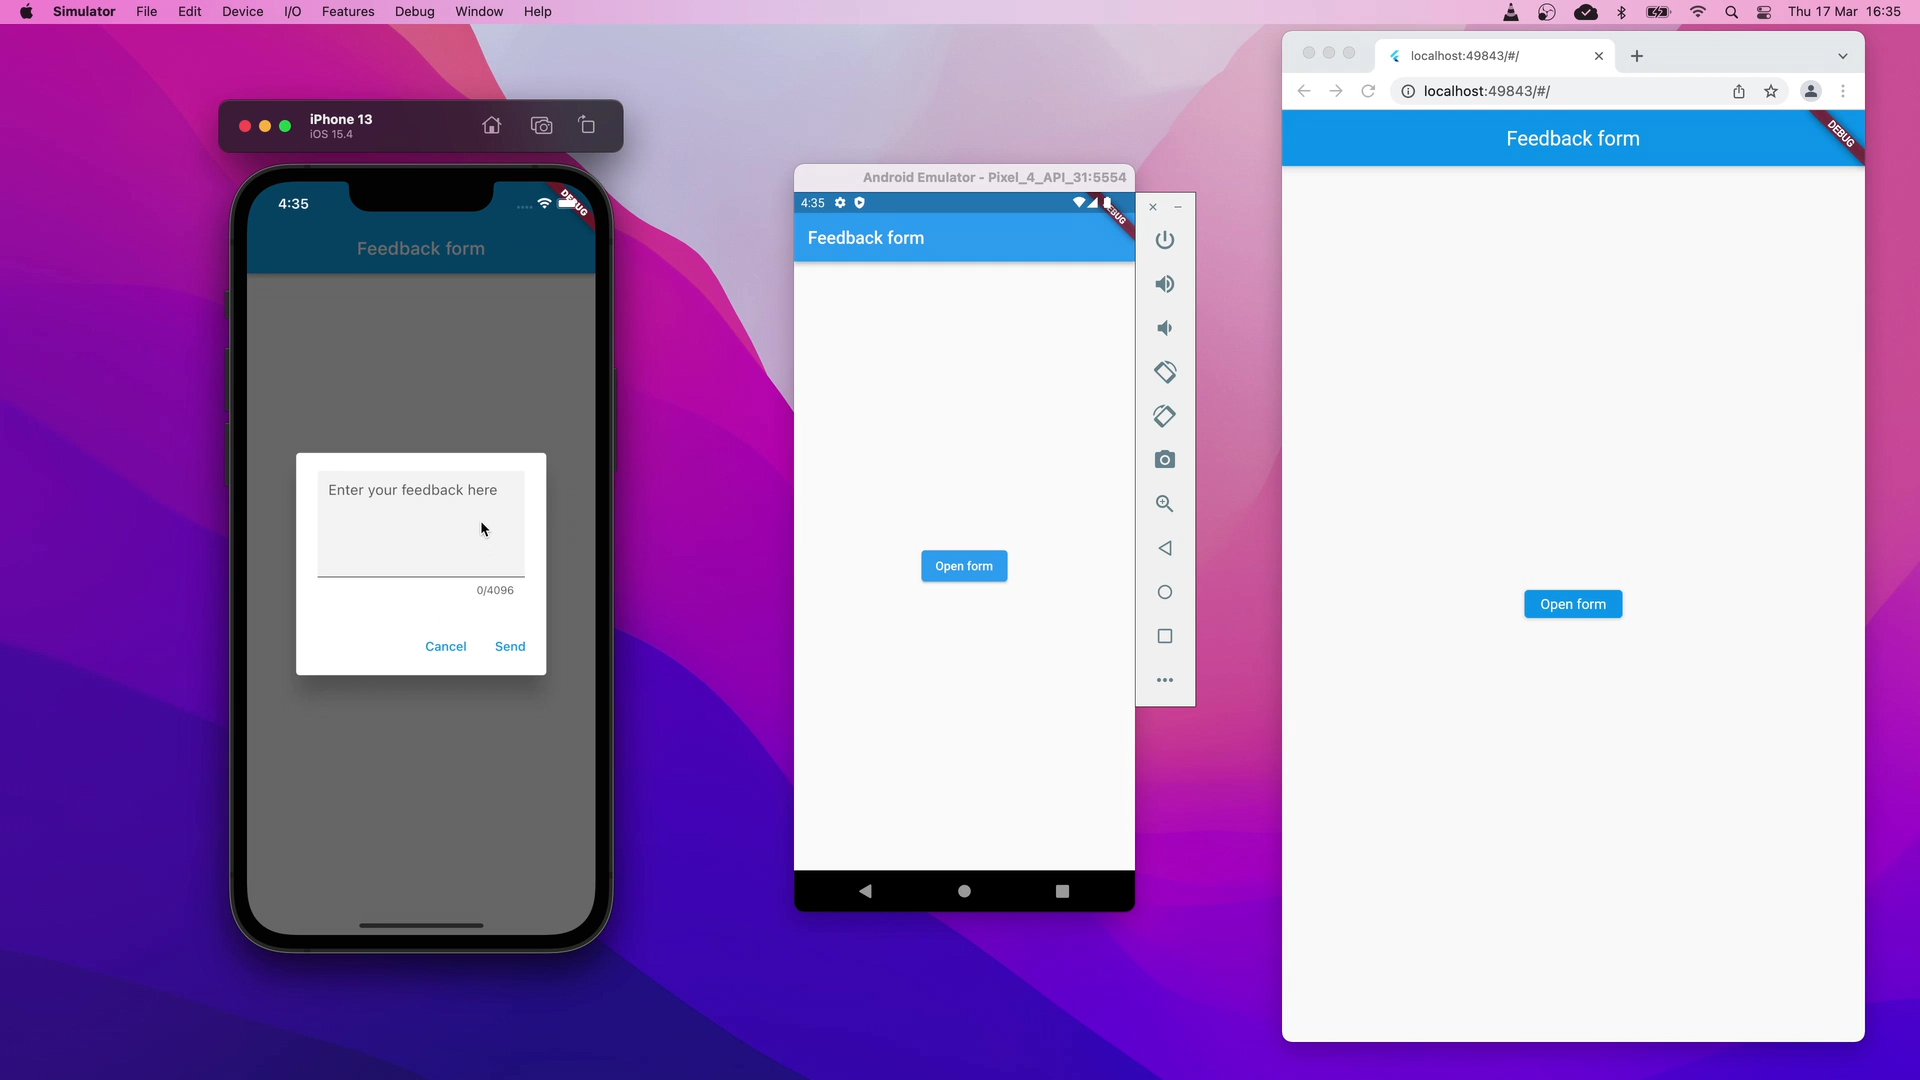 Simulator File Edit Device I/O Features Debug Window Help Thu 17 Mar 16:35
iPhone 13
iOS 15.4
4:35 DEBUG
Feedback form
Enter your feedback here
0/4096
Cancel Send
Android Emulator - Pixel_4_API_31:5554
4:35 DEBUG
Feedback form
Open form
localhost:49843/#/
localhost:49843/#/
Feedback form DEBUG
Open form